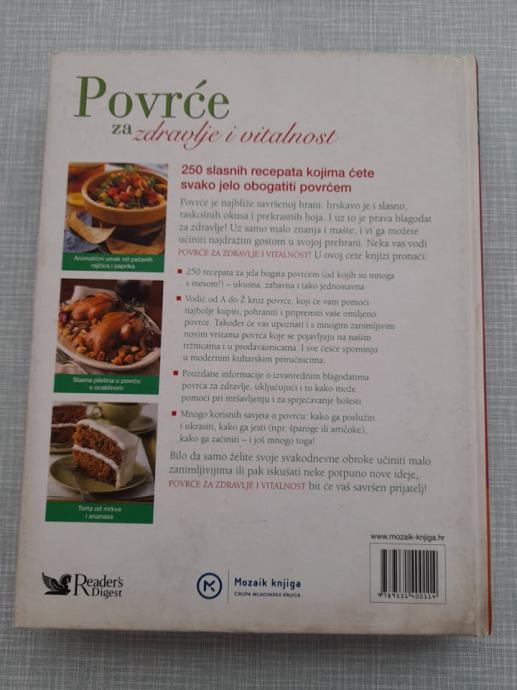 Povrće
za zdravlje i vitalnost
250 slasnih recepata kojima ćete
svako jelo obogatiti povrćem
Povrće je najbliže savršenoj hrani: hrskavo je i slasno,
raskošnih okusa i prekrasnih boja. I uz to je prava blagodat
za zdravlje! Uz samo malo znanja i mašte, i vi ga možete
učiniti najdražim gostom u svojoj prehrani. Neka vas vodi
POVRĆE ZA ZDRAVLJE I VITALNOST! U ovoj ćete knjizi pronaći:
Aromatični umak od pečenih
rajčica i paprika
250 recepata za jela bogata povrćem (od kojih su mnoga
s mesom!) – ukusna, zabavna i tako jednostavna
Vodič od A do Ž kroz povrće, koji će vam pomoći
najbolje kupiti, pohraniti i pripremiti vaše omiljeno
povrće. Također će vas upoznati i s mnogim zanimljivim
novim vrstama povrća koje se pojavljuju na našim
tržnicama i u prodavaonicama. I sve češće spominju
u modernim kuharskim priručnicima.
Slasna piletina u povrću
s ocaklinom
Pouzdane informacije o izvanrednim blagodatima
povrća za zdravlje, uključujući i to kako može
pomoći pri mršavljenju i za sprječavanje bolesti
Mnogo korisnih savjeta o povrću: kako ga poslužiti
i ukrasiti, kako ga jesti (npr. šparoge ili artičoke),
kako ga začiniti – i još mnogo toga!
Bilo da samo želite svoje svakodnevne obroke učiniti malo
zanimljivijima ili pak iskušati neke potpuno nove ideje,
POVRĆE ZA ZDRAVLJE I VITALNOST bit će vaš savršen prijatelj!
Torta od mrkve
i ananasa
www.mozaik-knjiga.hr
Reader's
Digest
Mozaik knjiga
GRUPA MLADINSKA KNJIGA